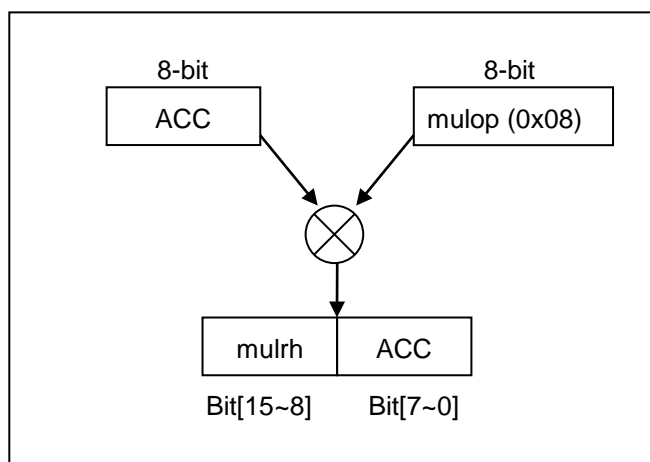 8-bit 8-bit
ACC mulop (0x08)
mulrh ACC
Bit[15~8] Bit[7~0]